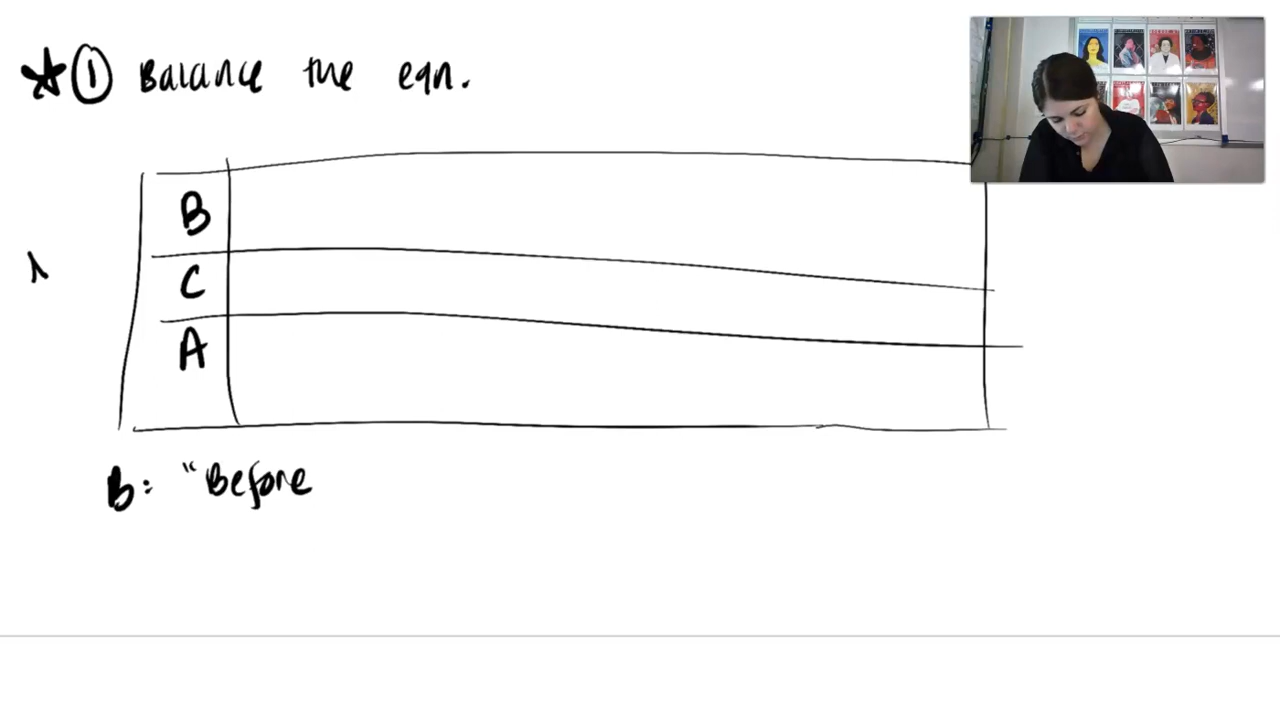 ★① Balance the eqn.
B
C
A
B: "Before